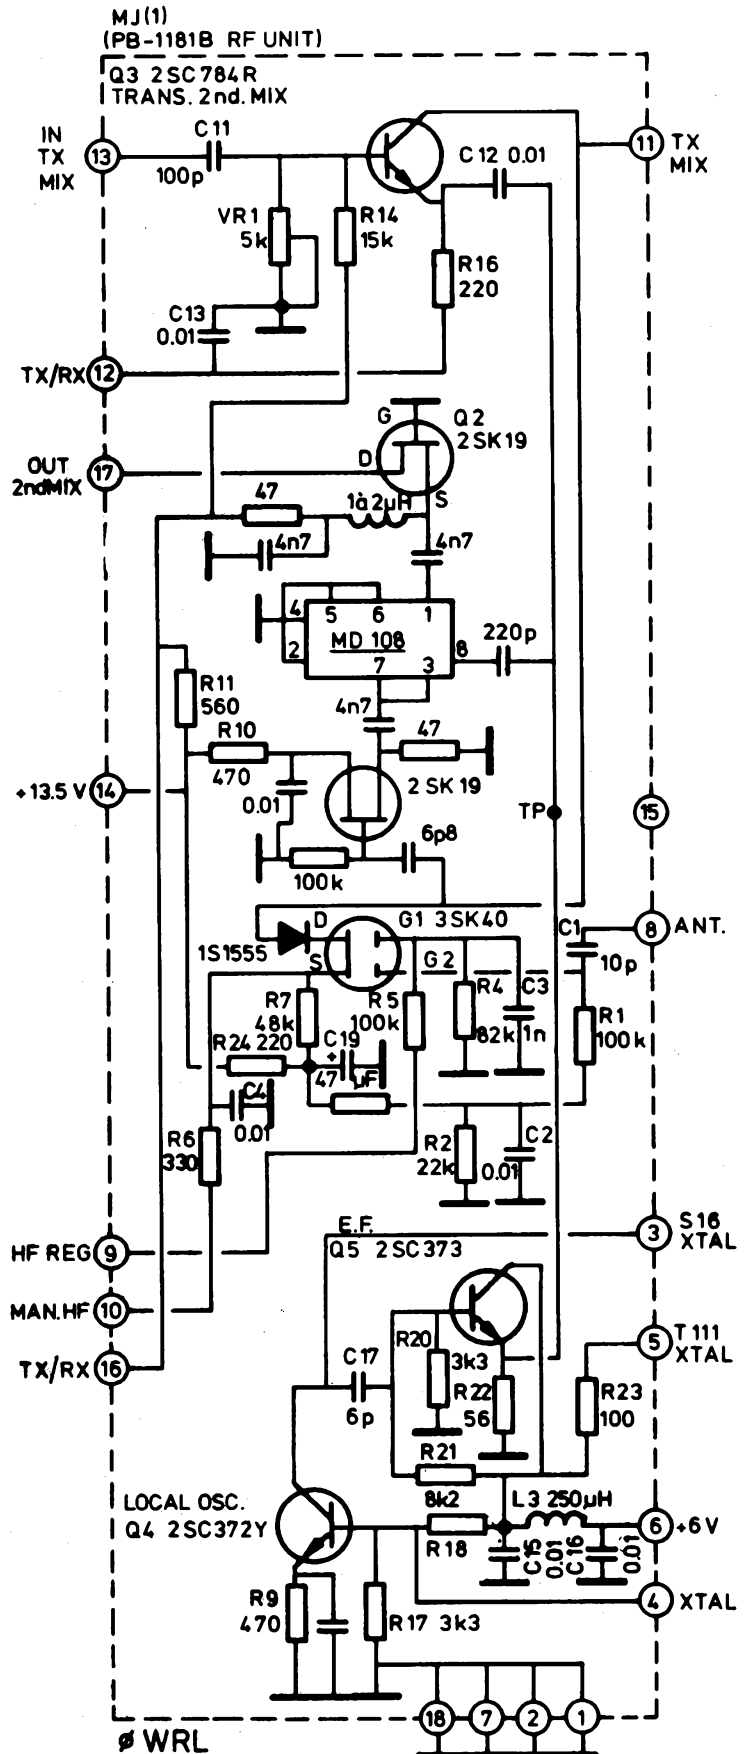 MJ(1)
(PB-1181B RF UNIT)
Q3 2SC784R
TRANS. 2nd. MIX
IN
TX
MIX
13
C11
100p
C12 0.01
11
TX
MIX
VR1
5k
R14
15k
R16
220
C13
0.01
TX/RX
12
G
Q2
2SK19
D
OUT
2ndMIX
17
S
47
1à2µH
4n7
4n7
4
5
6
1
MD 108
2
7
3
8
220p
R11
560
4n7
47
R10
470
+13.5 V
14
0.01
2SK19
TP
15
6p8
100k
D
G1 3SK40
C1
8
ANT.
1S1555
S
G2
10p
R7
48k
R5
100k
R4
82k
C3
1n
R1
100k
R24 220
C19
+
47 µF
C4
0.01
R6
330
R2
22k
C2
0.01
E.F.
Q5 2SC373
3
S16
XTAL
HF REG
9
MAN.HF
10
5
T111
XTAL
TX/RX
16
C17
6p
R20
3k3
R22
56
R23
100
R21
8k2
LOCAL OSC.
Q4 2SC372Y
L3 250µH
6
+6V
R18
C15
0.01
C16
0.01
R9
470
R17 3k3
4
XTAL
18
7
2
1
ø WRL